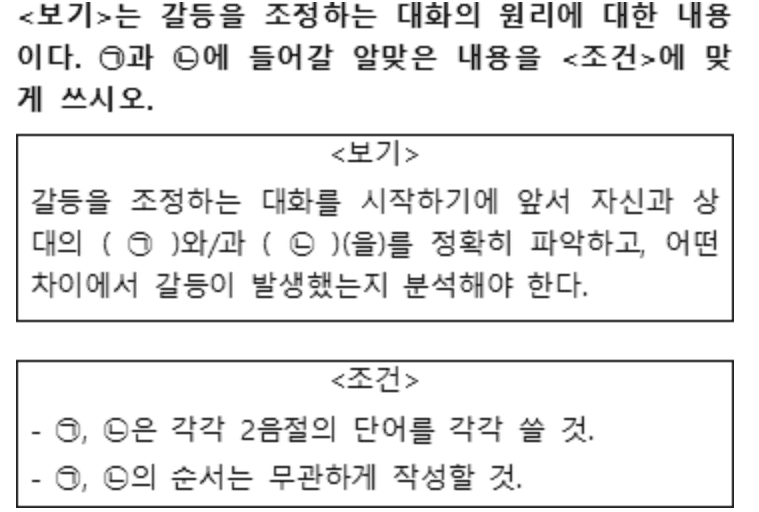 <보기>는 갈등을 조정하는 대화의 원리에 대한 내용
이다. ㉠과 ㉡에 들어갈 알맞은 내용을 <조건>에 맞
게 쓰시오.
<보기>
갈등을 조정하는 대화를 시작하기에 앞서 자신과 상
대의 ( ㉠ )와/과 ( ㉡ )(을)를 정확히 파악하고, 어떤
차이에서 갈등이 발생했는지 분석해야 한다.
<조건>
- ㉠, ㉡은 각각 2음절의 단어를 각각 쓸 것.
- ㉠, ㉡의 순서는 무관하게 작성할 것.